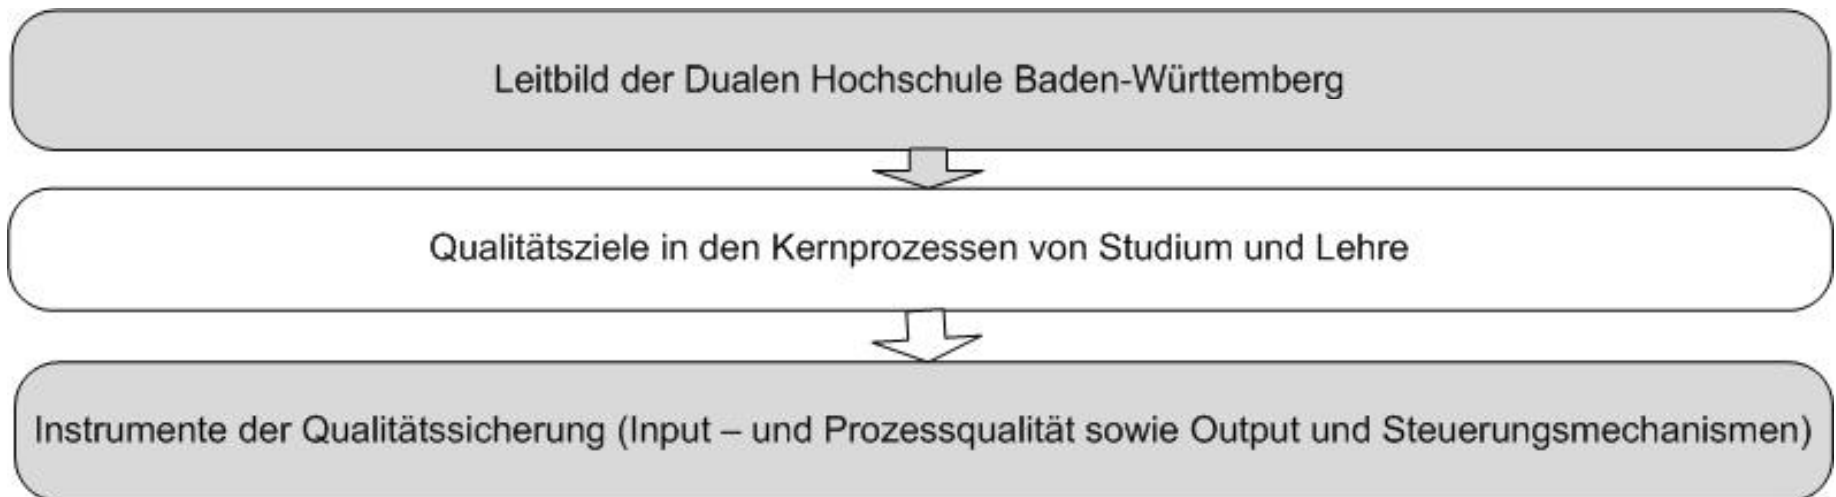 Leitbild der Dualen Hochschule Baden-Württemberg
Qualitätsziele in den Kernprozessen von Studium und Lehre
Instrumente der Qualitätssicherung (Input – und Prozessqualität sowie Output und Steuerungsmechanismen)